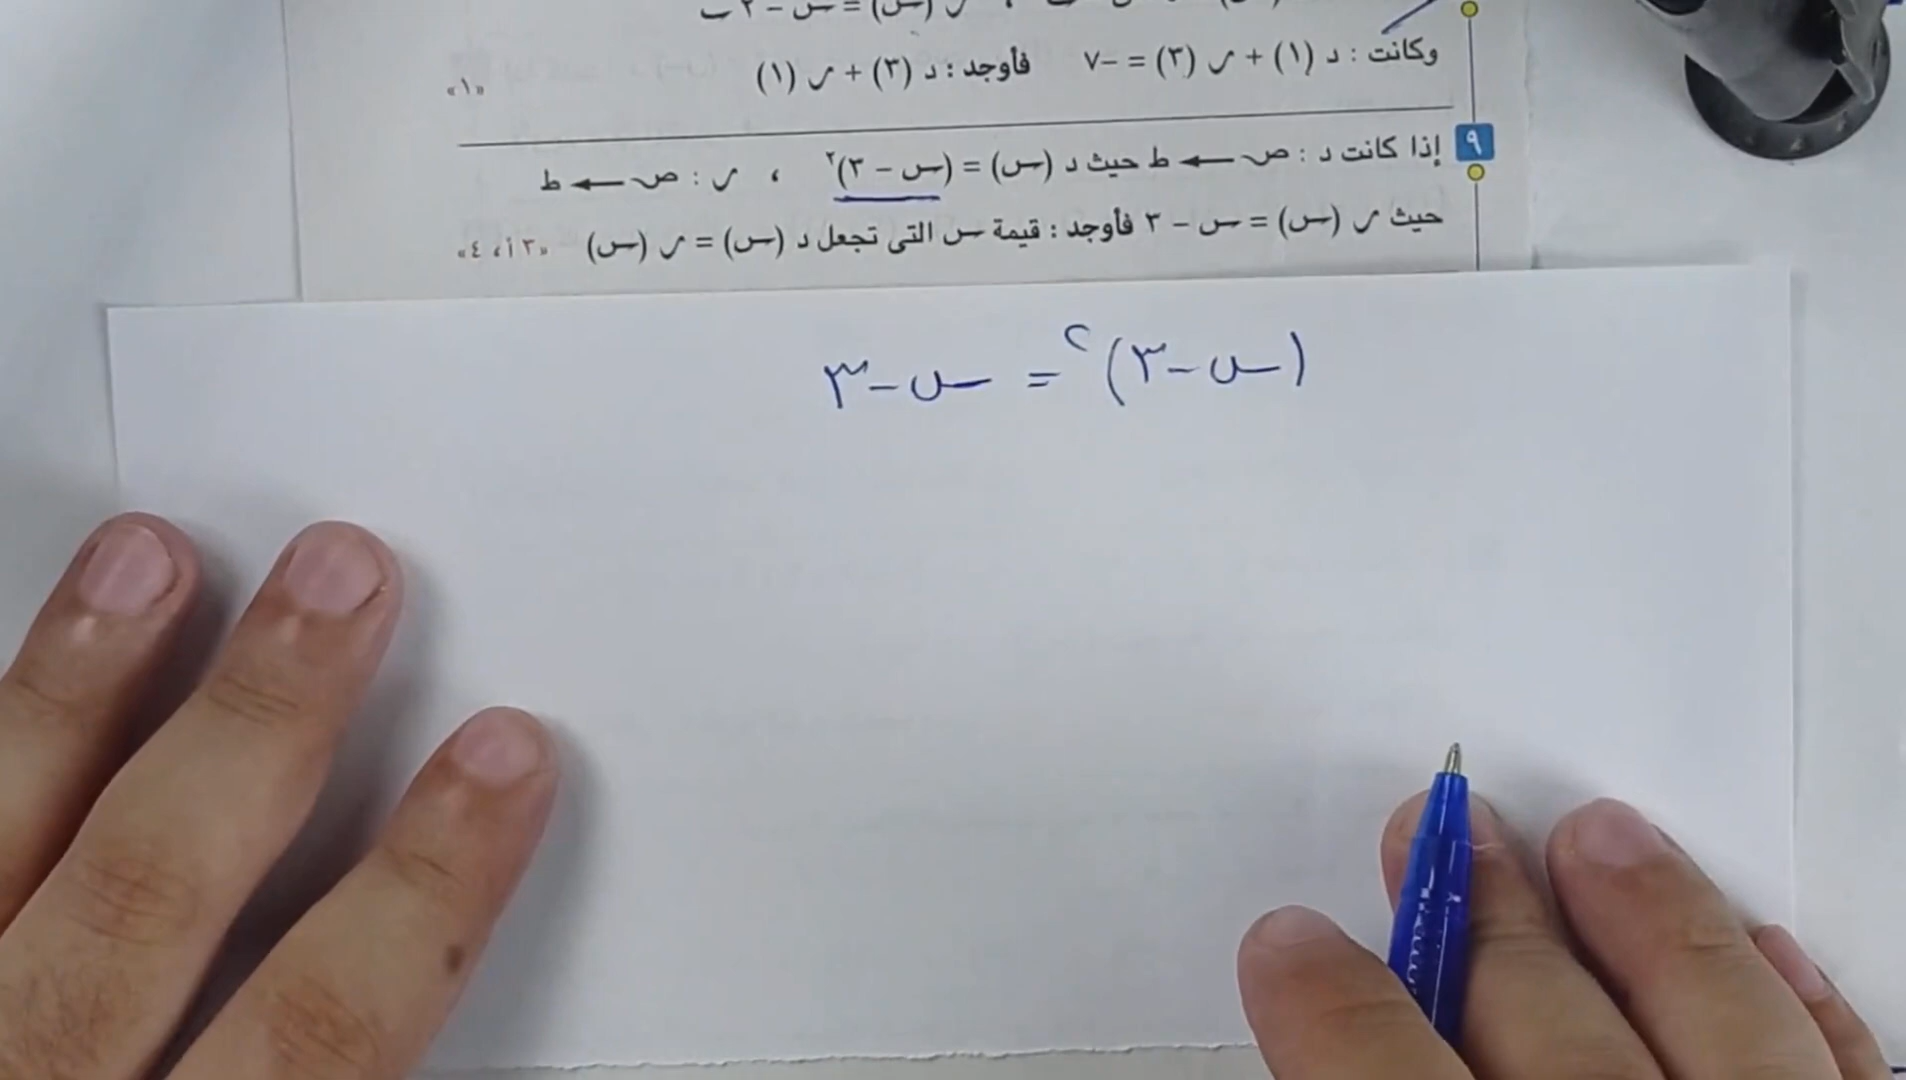 (س) = س - ٢ ب
وكانت : د (١) + ر (٣) = -٧ فأوجد : د (٣) + ر (١) «١»
٩ إذا كانت د : ص ← ط حيث د (س) = (س - ٣)٢ ، ر : ص ← ط
حيث ر (س) = س - ٣ فأوجد : قيمة س التى تجعل د (س) = ر (س) «٣ أ، ٤»
(س - ٣)٢ = س - ٣